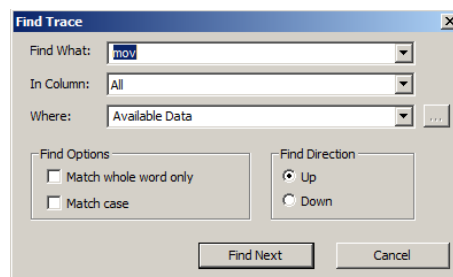 Find Trace
Find What: mov
In Column: All
Where: Available Data ...
Find Options Find Direction
Match whole word only Up
Match case Down
Find Next Cancel